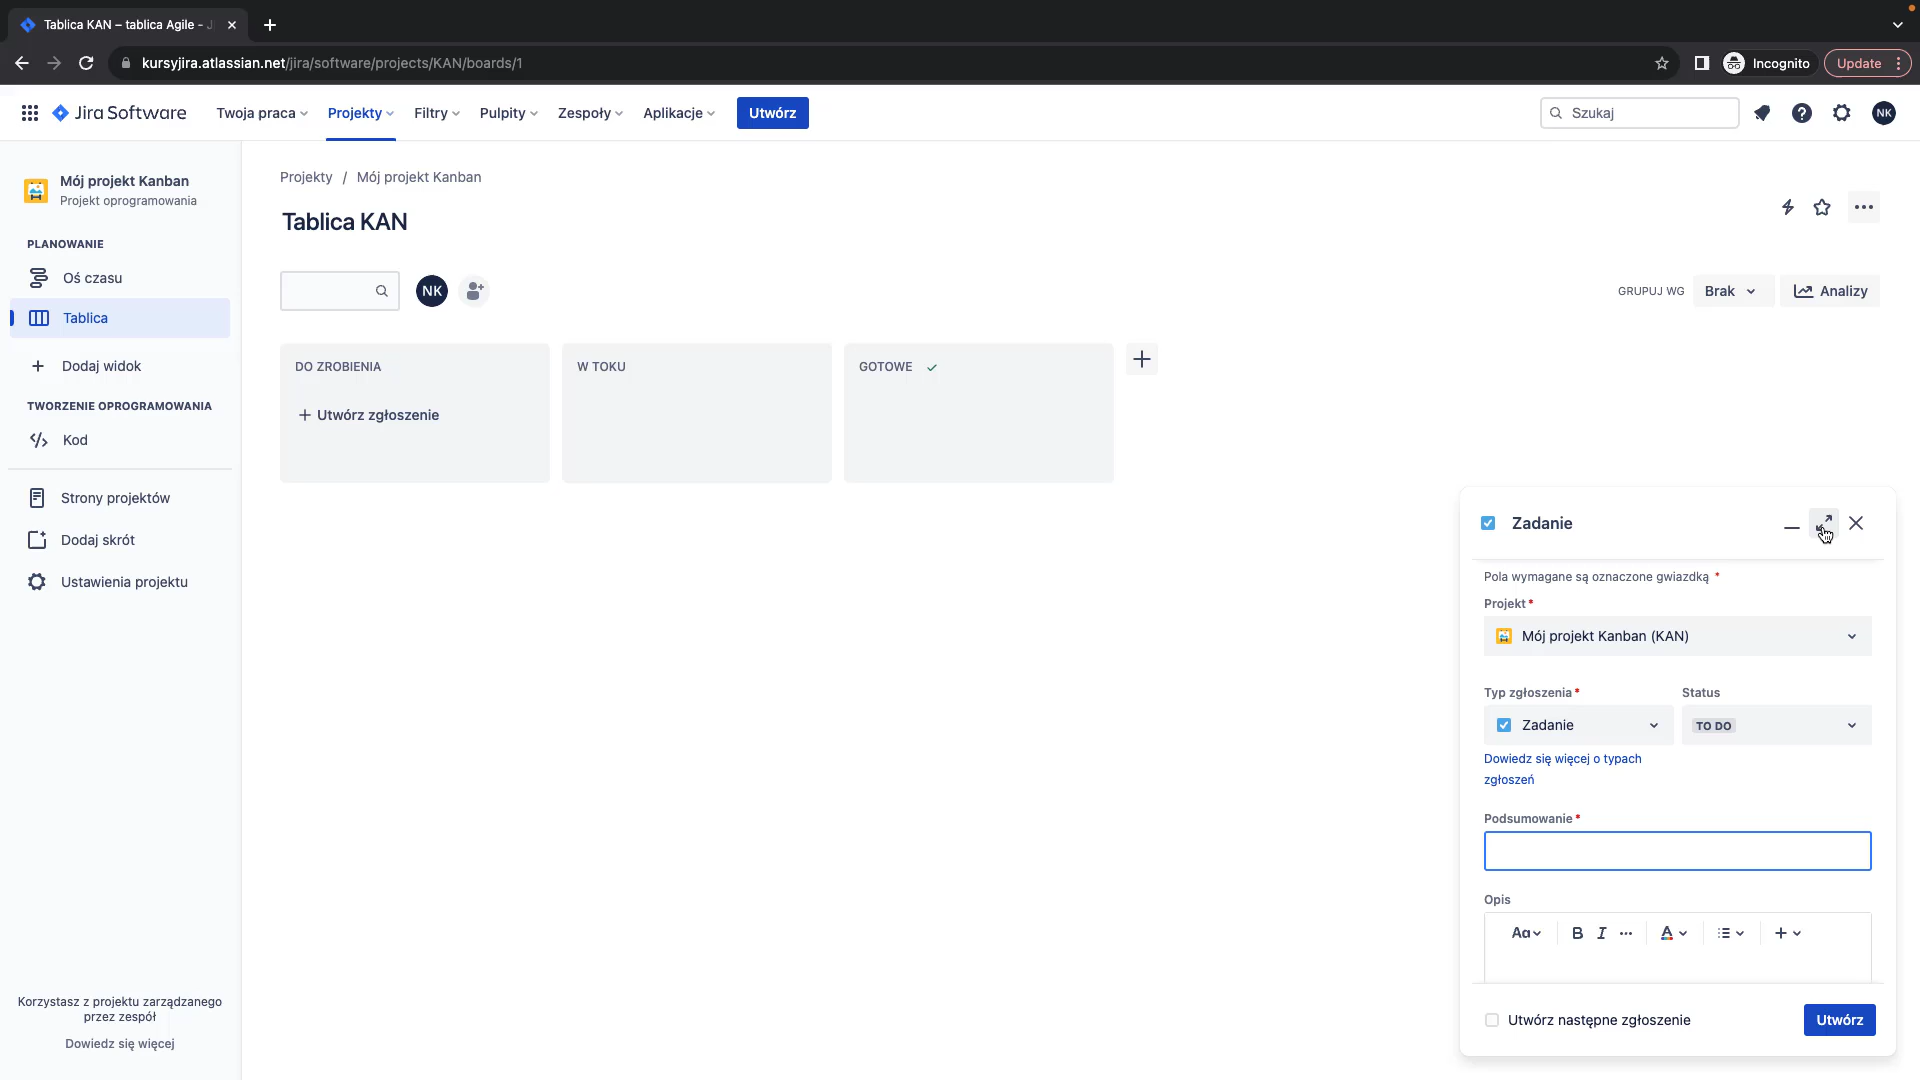 Tablica KAN – tablica Agile - J
kursyjira.atlassian.net/jira/software/projects/KAN/boards/1
Incognito
Update
Jira Software
Twoja praca
Projekty
Filtry
Pulpity
Zespoły
Aplikacje
Utwórz
Szukaj
NK
Mój projekt Kanban
Projekt oprogramowania
PLANOWANIE
Oś czasu
Tablica
Dodaj widok
TWORZENIE OPROGRAMOWANIA
Kod
Strony projektów
Dodaj skrót
Ustawienia projektu
Korzystasz z projektu zarządzanego
przez zespół
Dowiedz się więcej
Projekty / Mój projekt Kanban
Tablica KAN
NK
GRUPUJ WG
Brak
Analizy
DO ZROBIENIA
+ Utwórz zgłoszenie
W TOKU
GOTOWE
Zadanie
Pola wymagane są oznaczone gwiazdką *
Projekt *
Mój projekt Kanban (KAN)
Typ zgłoszenia *
Status
Zadanie
TO DO
Dowiedz się więcej o typach
zgłoszeń
Podsumowanie *
Opis
Aa
B
I
A
Utwórz następne zgłoszenie
Utwórz